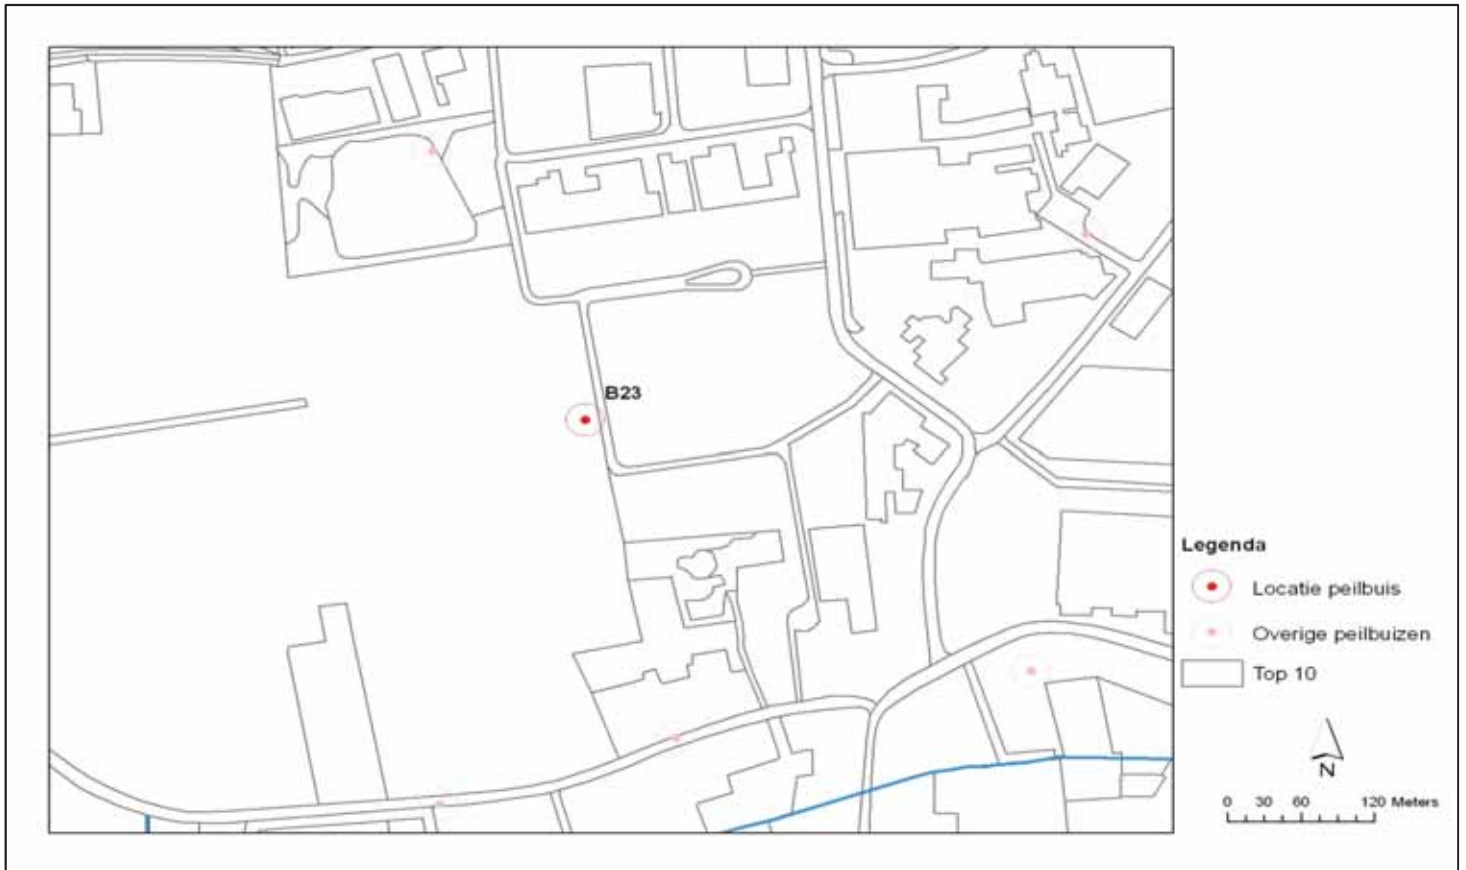 B23
Legenda
Locatie peilbuis
Overige peilbuizen
Top 10
N
0 30 60 120 Meters